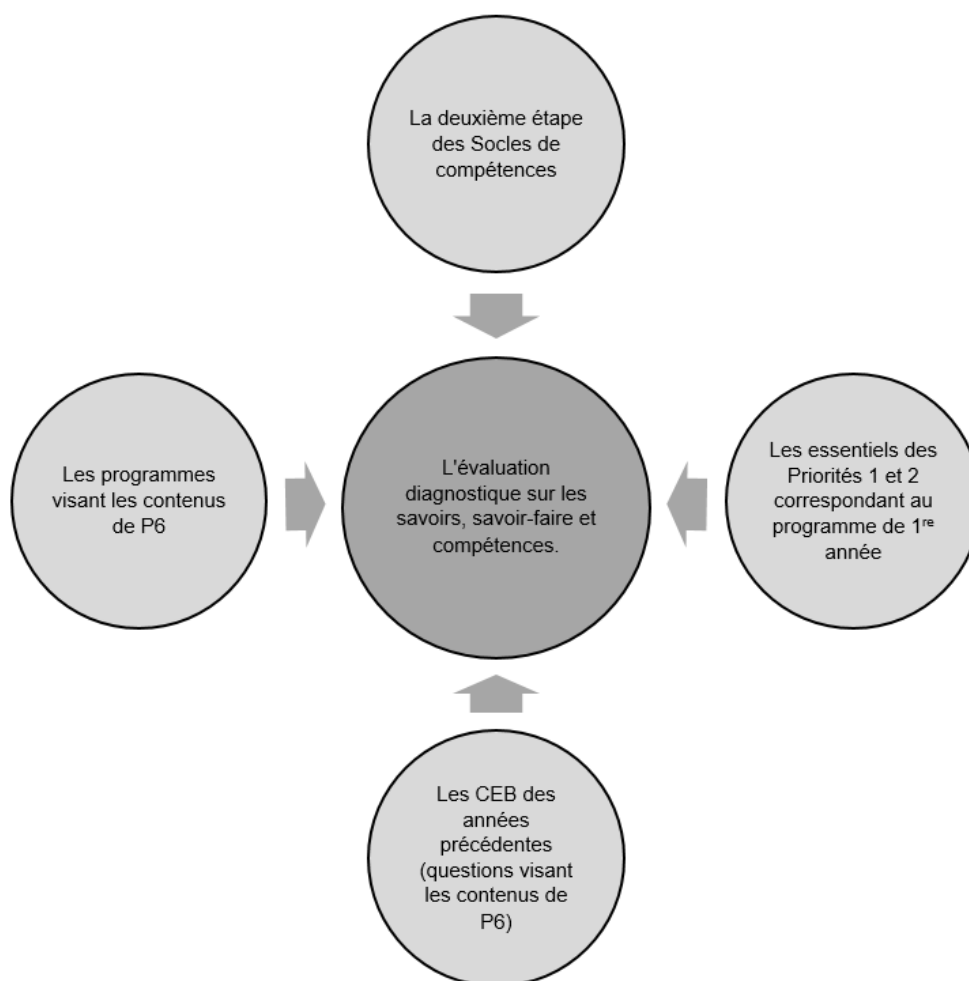 La deuxième étape
des Socles de
compétences
Les programmes
visant les contenus
de P6
L'évaluation
diagnostique sur les
savoirs, savoir-faire et
compétences.
Les essentiels des
Priorités 1 et 2
correspondant au
programme de 1re
année
Les CEB des
années
précédentes
(questions visant
les contenus de
P6)